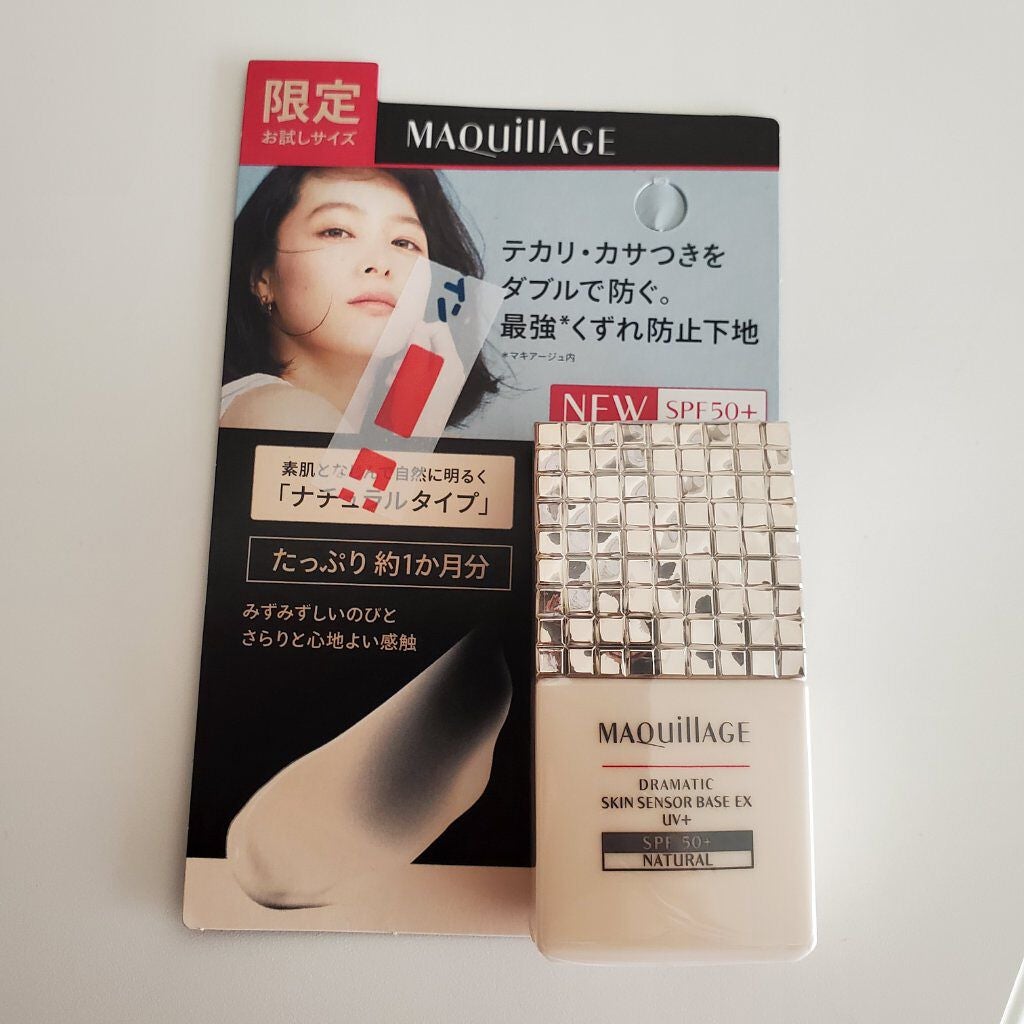 限定
お試しサイズ
MAQuillAGE
テカリ・カサつきを
ダブルで防ぐ。
最強*くずれ防止下地
*マキアージュ内
NEW SPF50+
素肌とな じんで自然に明るく
「ナチュラルタイプ」
たっぷり 約1か月分
みずみずしいのびと
さらりと心地よい感触
MAQuillAGE
DRAMATIC
SKIN SENSOR BASE EX
UV+
SPF 50+
NATURAL